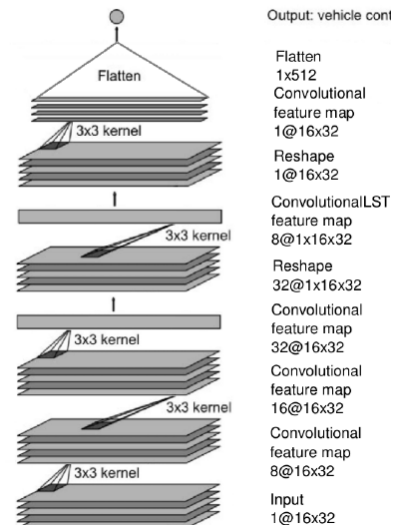 Output: vehicle cont
Flatten
Flatten
1x512
Convolutional
feature map
1@16x32
3x3 kernel
Reshape
1@16x32
ConvolutionalLST
feature map
8@1x16x32
3x3 kernel
Reshape
32@1x16x32
Convolutional
feature map
32@16x32
3x3 kernel
Convolutional
feature map
16@16x32
3x3 kernel
Convolutional
feature map
8@16x32
3x3 kernel
Input
1@16x32